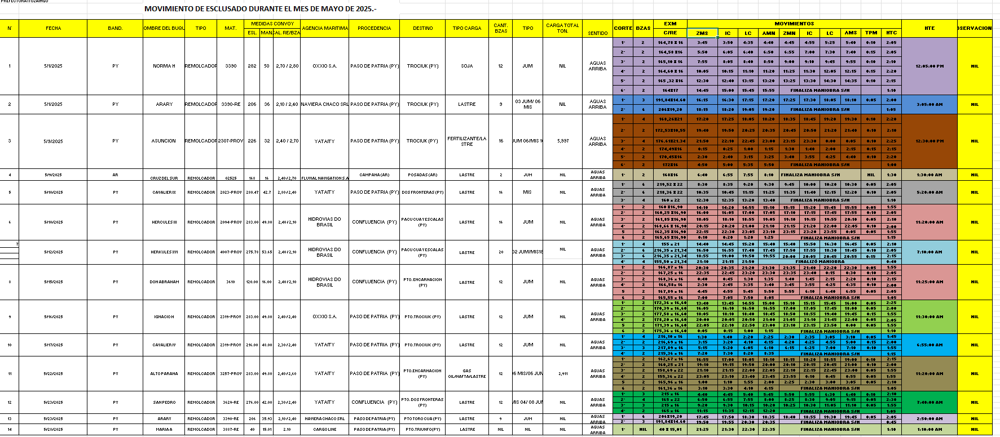 PREFECTURA ITUZAINGO
MOVIMIENTO DE ESCLUSADO DURANTE EL MES DE MAYO DE 2025.-
N° FECHA BAND. OMBRE DEL BUQU TIPO MAT. MEDIDAS CONVOY AGENCIA MARITIMA PROCEDENCIA DESTINO TIPO CARGA CANT. BZAS TIPO CARGA TOTAL TON. SENTIDO CORTE BZAS EXM MOVIMIENTOS HTE
ESL. MAN. CAL. RE/BZA C/RE ZMS IC LC AMN ZMN IC LC AMS TPM HTC
1 5/1/2025 PY NORMA H REMOLCADOR 3390 282 50 2,70 / 2,80 OXXIO S.A. PASO DE PATRIA (PY) TROCIUK (PY) SOJA 12 JUM NIL AGUAS ARRIBA 12:05:00 PM NIL
1° 2 164,78 X 16 3:45 3:50 4:35 4:40 4:45 4:55 5:25 5:40 0:10 2:05
2° 2 164,58 X16 5:50 6:05 6:40 6:50 6:55 7:00 7:30 7:40 0:15 2:05
3° 2 165,10 X 16 7:55 8:05 8:40 8:50 9:00 9:10 9:45 9:55 0:10 2:10
4° 2 164,60 X 16 10:05 10:15 11:10 11:20 11:25 11:30 12:05 12:15 0:15 2:20
5° 2 165 ,32 X16 12:30 12:40 13:15 13:20 13:25 13:30 14:30 14:35 0:10 2:15
6° 2 164X17 14:45 15:00 15:45 15:55 FINALIZA MANIOBRA S/N 1:10
2 5/1/2025 PY ARARY REMOLCADOR 3390-RE 206 36 2,10 / 2,40 NAVIERA CHACO SRL PASO DE PATRIA (PY) TROCIUK (PY) LASTRE 9 03 JUM/ 06 MIS NIL AGUAS ARRIBA 3:05:00 AM NIL
1° 3 191,84X14.60 16:15 16:30 17:15 17:20 17:25 17:30 18:05 18:10 0:05 2:00
2° 6 206X19,20 18:15 18:20 19:05 19:20 FINALIZA MANIOBRA S/N 1:05
3 5/9/2025 PY ASUNCION REMOLCADOR 2307-PROV 226 32 2,40 / 2,70 YATAITY PASO DE PATRIA (PY) TROCIUK (PY) FERTILIZANTE/LASTRE 16 JUM 06/MIS 1 5,997 AGUAS ARRIBA 12:30:00 PM NIL
1° 4 168,26X21 17:20 17:25 18:05 18:20 18:35 18:45 19:20 19:30 0:10 2:20
2° 2 172,53X10,55 19:40 19:50 20:25 20:35 20:45 20:50 21:20 21:40 0:10 2:10
3° 4 176.61X21.34 21:50 22:10 22:45 23:00 23:15 23:30 0:00 0:05 0:10 2:25
4° 2 174,49X16 0:15 0:25 1:00 1:15 1:30 1:40 2:00 2:15 0:15 2:15
5° 2 170,45X16 2:30 2:40 3:15 3:25 3:40 3:55 4:25 4:40 0:10 2:20
6° 2 172X16 4:50 5:00 5:35 5:50 FINALIZA MANIOBRA S/N 1:00
4 5/9/2025 AR CRUZ DEL SUR REMOLCADOR 02525 168 16 2,40 / 2,70 FLUVIAL NAVIGATION S.A CAMPANA (AR) POSADAS (AR) LASTRE 2 JUM NIL AGUAS ARRIBA 1:30:00 AM NIL
1° 2 168X16 6:40 6:55 7:55 8:10 FINALIZA MANIOBRA S/N NIL 1:30
5 5/10/2025 PY CAVALIER IX REMOLCADOR 2023-PROV 280.47 42.7 2,80/2,40 YATAITY PASO DE PATRIA (PY) DOS FRONTERAS (PY) LASTRE 16 MIS NIL AGUAS ARRIBA 5:20:00 AM NIL
1° 6 219,52 X 22 8:30 8:35 9:20 9:30 9:45 10:00 10:20 10:30 0:05 2:05
2° 6 218,36 X 22 10:35 10:45 11:15 11:25 11:35 11:40 12:15 12:20 0:10 2:05
3° 4 160 x 22 12:30 12:35 13:20 13:40 FINALIZA MANIOBRA S/N 1:10
6 5/10/2025 PY HERCULES III REMOLCADOR 2094-PROV 283.00 49.80 2,40/2,10 HIDROVIAS DO BRASIL CONFLUENCIA (PY) PACUCUA Y ESCALAS (PY) LASTRE 16 JUM NIL AGUAS ARRIBA 11:20:00 AM NIL
1° 2 160 X16,90 14:10 14:20 14:55 15:10 15:15 15:20 15:45 15:55 0:05 1:55
2° 2 160,25 X16,90 16:00 16:05 17:00 17:05 17:10 17:15 17:45 17:55 0:10 2:05
3° 2 161,85 X16,90 18:05 18:10 18:55 19:05 19:10 19:15 19:55 20:10 0:05 2:10
4° 2 168,66 X 16,90 20:15 20:20 21:00 21:10 21:15 21:20 22:00 22:05 0:10 2:00
5 2 162,35 X16,90 22:15 22:30 23:05 23:10 23:15 23:20 23:55 0:05 0:05 1:55
6 2 165,65 X16,90 0:10 0:20 1:20 1:25 FINALIZA MANIOBRA S/N 1:15
7 5/12/2025 PY HERKULES XVI REMOLCADOR 4007-PROV 275.78 53.65 2,40/2,10 HIDROVIAS DO BRASIL CONFLUENCIA (PY) PACUCUA Y ESCALAS (PY) LASTRE 20 02 JUM/MIS18 NIL AGUAS ARRIBA 7:10:00 AM NIL
1° 4 155 x 21 14:40 14:45 15:20 15:40 15:40 15:50 16:30 16:45 0:05 2:10
2° 6 216,35 x 21,34 16:50 16:55 17:40 17:45 17:50 17:55 18:30 18:45 0:10 2:05
3° 6 216,35 x 21,34 18:55 19:00 19:50 19:55 20:00 20:05 20:45 20:55 0:15 2:15
4° 4 155,50 x 21,34 21:10 21:15 21:50 FINALIZÓ MANIOBRA 0:40
8 5/15/2025 PY DON ABRAHAM REMOLCADOR 3610 120.00 16.00 2,40/2,10 HIDROVIAS DO BRASIL CONFLUENCIA (PY) PTO. ENCARNACION (PY) LASTRE 12 JUM NIL AGUAS ARRIBA 11:25:00 AM NIL
1° 2 166,87 x 16 20:30 20:35 21:20 21:30 21:35 21:40 22:20 22:30 0:05 1:55
2° 2 167,25 x 16 22:35 22:45 23:20 23:30 23:35 23:40 0:15 0:30 0:10 2:05
3° 2 168,36 x 16 0:40 0:45 1:30 1:35 1:40 1:45 2:15 2:20 0:10 2:15
4° 2 166,58x 16 2:30 2:45 3:35 3:40 3:45 3:55 4:25 4:40 0:05 2:00
5 2 167,89 x 16 4:45 4:55 5:45 5:50 5:55 6:10 6:40 6:55 0:05 2:05
6 2 165,55 x 16 7:00 7:05 7:50 8:05 FINALIZA MANIOBRA S/N 1:05
9 5/16/2025 PY IGNACIO H REMOLCADOR 2319-PROV 283.00 49.80 2,40/2,10 OXXIO S.A. PASO DE PATRIA (PY) PTO. TROCIUK (PY) LASTRE 12 JUM NIL AGUAS ARRIBA 11:30:00 AM NIL
1° 2 172,36 x 16,60 13:40 13:45 14:55 15:00 15:10 15:15 15:45 16:00 0:05 2:25
2° 2 170,39 x 16,60 16:05 16:10 16:50 16:55 17:00 17:05 17:45 18:00 0:05 2:00
3° 2 177,58 x 16,60 18:05 18:10 18:40 18:45 18:50 18:50 19:40 19:45 0:15 1:55
4° 2 178,20 x 16,60 20:00 20:05 20:40 21:00 21:05 21:10 21:45 22:00 0:05 2:05
5 2 171,39 x 16,60 22:05 22:10 22:50 23:00 23:10 23:15 23:50 0:00 0:05 1:55
6 2 175,36 x 16,60 0:05 0:15 1:00 1:15 FINALIZA MANIOBRA S/N 1:10
10 5/17/2025 PY CAVALIER IV REMOLCADOR 2319-PROV 216.00 48.00 2,30/2,40 YATAITY PASO DE PATRIA (PY) PTO. TROCIUK (PY) LASTRE 12 JUM NIL AGUAS ARRIBA 6:55:00 AM NIL
1° 4 216,10 x 16 1:30 1:40 2:20 2:25 2:30 2:35 3:05 3:10 0:05 1:45
2° 2 216,69 x 16 3:15 3:20 4:10 4:15 4:20 4:25 4:55 5:00 0:15 2:00
3° 3 217,89 x 16 5:15 5:20 6:05 6:10 6:15 6:25 7:00 7:10 0:10 1:55
4° 3 215,36 x 16 7:20 7:30 8:20 8:35 FINALIZA MANIOBRA S/N 1:15
11 5/22/2025 PY ALTO PARANA REMOLCADOR 3257-PROV 283.00 49.80 2,40/2,60 YATAITY PASO DE PATRIA (PY) PTO. ENCARNACION (PY) GAS OIL/NAFTA/LASTRE 12 06 MIS/06 JUM 2,911 AGUAS ARRIBA 11:20:00 AM NIL
1° 2 162,67 x 16 16:55 17:00 18:05 18:10 18:15 18:20 18:55 19:00 0:10 2:15
2° 2 160,25 x 21 19:10 19:15 19:50 20:00 20:10 20:15 20:45 21:00 0:10 2:00
3° 2 158,69 x 22 21:10 21:15 22:00 22:05 22:10 22:15 22:45 23:00 0:05 1:55
4° 2 155,36 x 22 23:05 23:10 23:40 23:45 23:55 0:10 0:45 0:55 0:05 1:55
5 2 165,96 x 16 1:00 1:10 1:55 2:00 2:25 2:30 3:00 3:05 0:05 2:10
6 2 161,36 x 16 3:10 3:30 4:10 4:15 FINALIZA MANIOBRA S/N 1:05
12 5/23/2025 PY SAN PEDRO REMOLCADOR 3629-RE 276.00 42.00 2,30/2,40 YATAITY CONFLUENCIA (PY) PTO. DOS FRONTERAS (PY) LASTRE 12 MIS 04/ 08 JUM NIL AGUAS ARRIBA 7:40:00 AM NIL
1° 3 215 x 16 4:40 4:45 5:40 5:45 5:50 5:55 6:35 6:40 0:10 2:10
2° 4 165 x 22 6:50 6:55 7:55 8:00 8:25 8:30 9:05 9:15 0:05 2:30
3° 3 215 x 16 9:20 9:30 10:15 10:20 10:25 10:30 11:05 11:10 0:05 1:55
4° 2 165 x 16 11:15 11:35 12:15 12:20 FINALIZA MANIOBRA S/N 1:05
13 5/23/2025 PY ARARY REMOLCADOR 3390-RE 206 35.93 2,10/2,40 NAVIERA CHACO SRL PASO DE PATRIA (PY) PTO TOROCUA (PY) LASTRE 9 JUM NIL AGUAS ARRIBA 2:50:00 AM NIL
1° 6 206X19,20 17:45 17:50 18:30 18:35 18:40 18:55 19:30 19:45 0:05 2:05
2° 3 191,84X14.60 19:50 19:55 20:30 20:35 FINALIZA MANIOBRA S/N 0:45
14 5/28/2025 PY MARIA A REMOLCADOR 3887-RE 40 15.01 2.10 CARGO LINE PASO DE PATRIA (PY) PTO. TRIUNFO (PY) LASTRE NIL NIL NIL AGUAS ARRIBA 1:10:00 AM NIL
1° NIL 40 X 15,01 21:25 21:30 22:30 22:35 FINALIZA MANIOBRA S/N 1:10